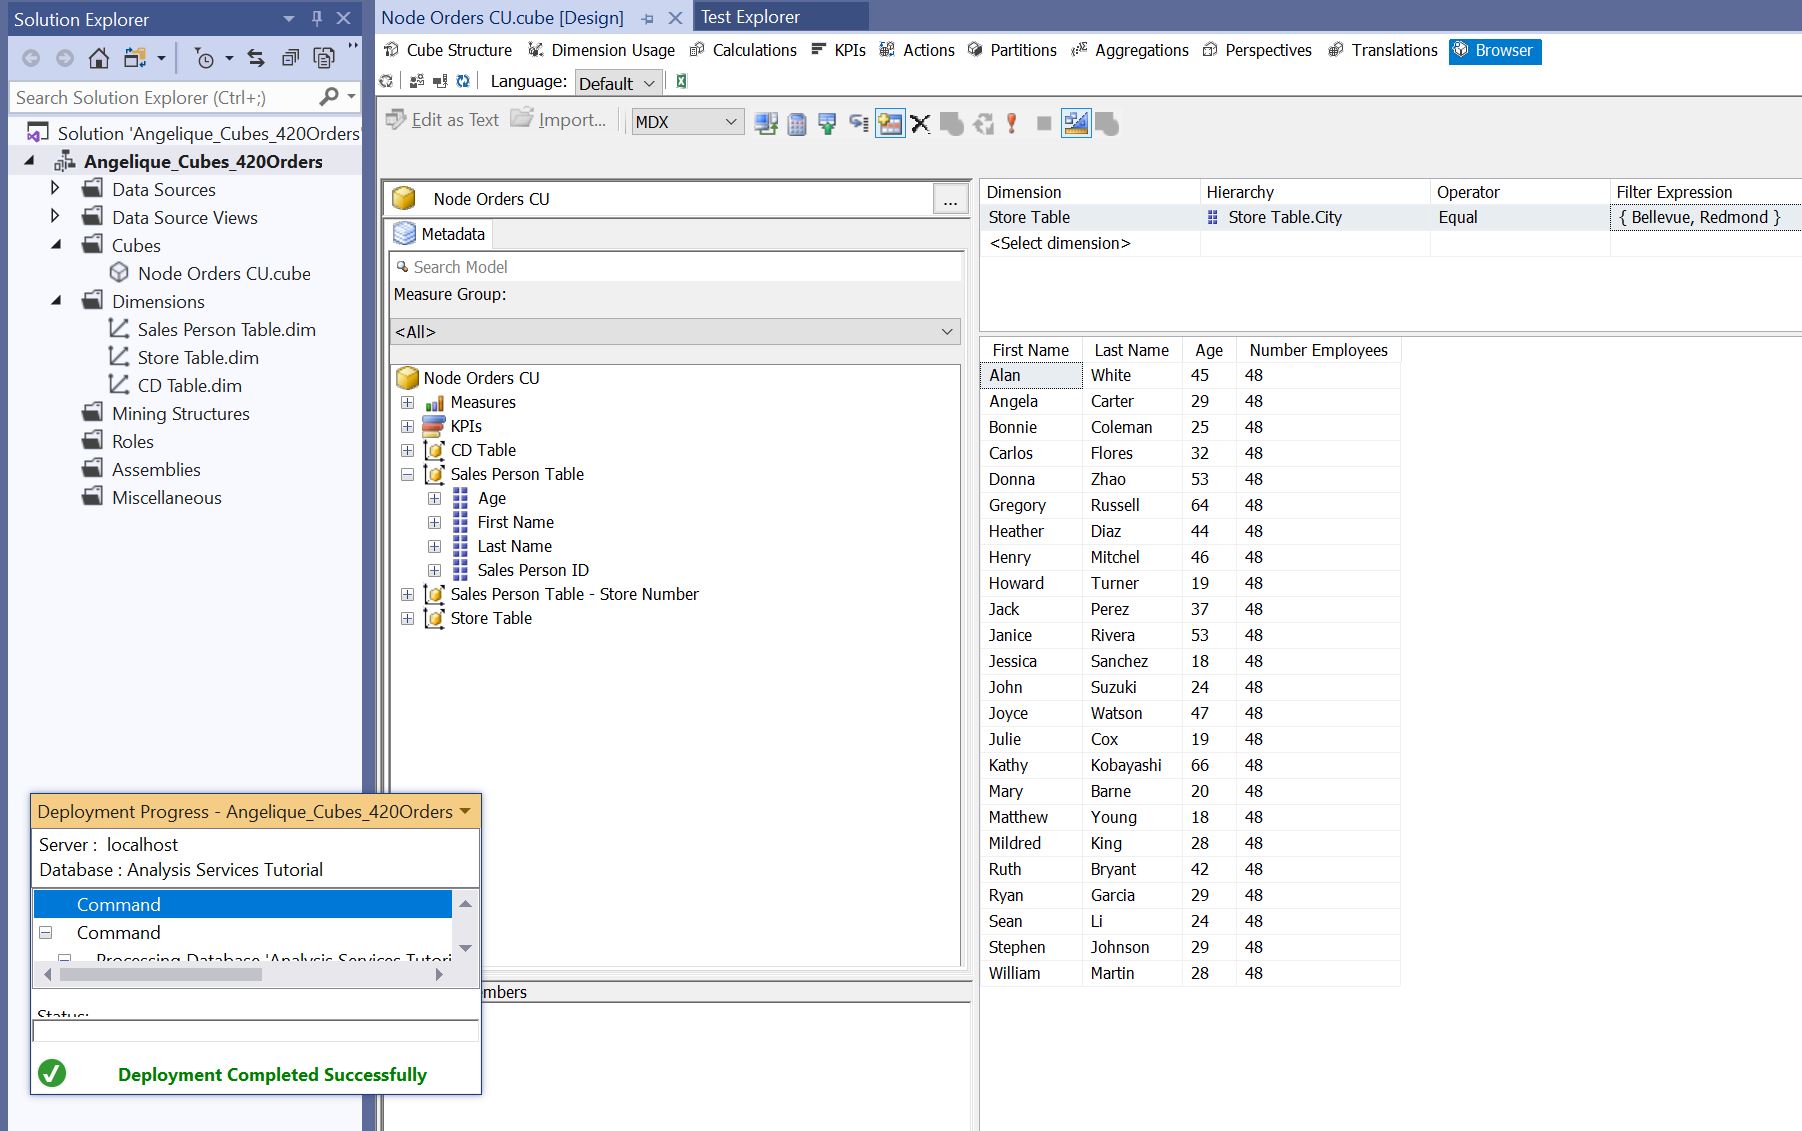 Solution Explorer
Search Solution Explorer (Ctrl+;)
Solution 'Angelique_Cubes_420Orders'
Angelique_Cubes_420Orders
Data Sources
Data Source Views
Cubes
Node Orders CU.cube
Dimensions
Sales Person Table.dim
Store Table.dim
CD Table.dim
Mining Structures
Roles
Assemblies
Miscellaneous
Deployment Progress - Angelique_Cubes_420Orders
Server : localhost
Database : Analysis Services Tutorial
Command
Command
Processing Database 'Analysis Services Tutori
Status:
Deployment Completed Successfully
Node Orders CU.cube [Design] Test Explorer
Cube Structure Dimension Usage Calculations KPIs Actions Partitions Aggregations Perspectives Translations Browser
Language: Default
Edit as Text Import... MDX
Node Orders CU ...
Metadata
Search Model
Measure Group:
<All>
Node Orders CU
Measures
KPIs
CD Table
Sales Person Table
Age
First Name
Last Name
Sales Person ID
Sales Person Table - Store Number
Store Table
mbers
Dimension Hierarchy Operator Filter Expression
Store Table Store Table.City Equal { Bellevue, Redmond }
<Select dimension>
First Name Last Name Age Number Employees
Alan White 45 48
Angela Carter 29 48
Bonnie Coleman 25 48
Carlos Flores 32 48
Donna Zhao 53 48
Gregory Russell 64 48
Heather Diaz 44 48
Henry Mitchel 46 48
Howard Turner 19 48
Jack Perez 37 48
Janice Rivera 53 48
Jessica Sanchez 18 48
John Suzuki 24 48
Joyce Watson 47 48
Julie Cox 19 48
Kathy Kobayashi 66 48
Mary Barne 20 48
Matthew Young 18 48
Mildred King 28 48
Ruth Bryant 42 48
Ryan Garcia 29 48
Sean Li 24 48
Stephen Johnson 29 48
William Martin 28 48